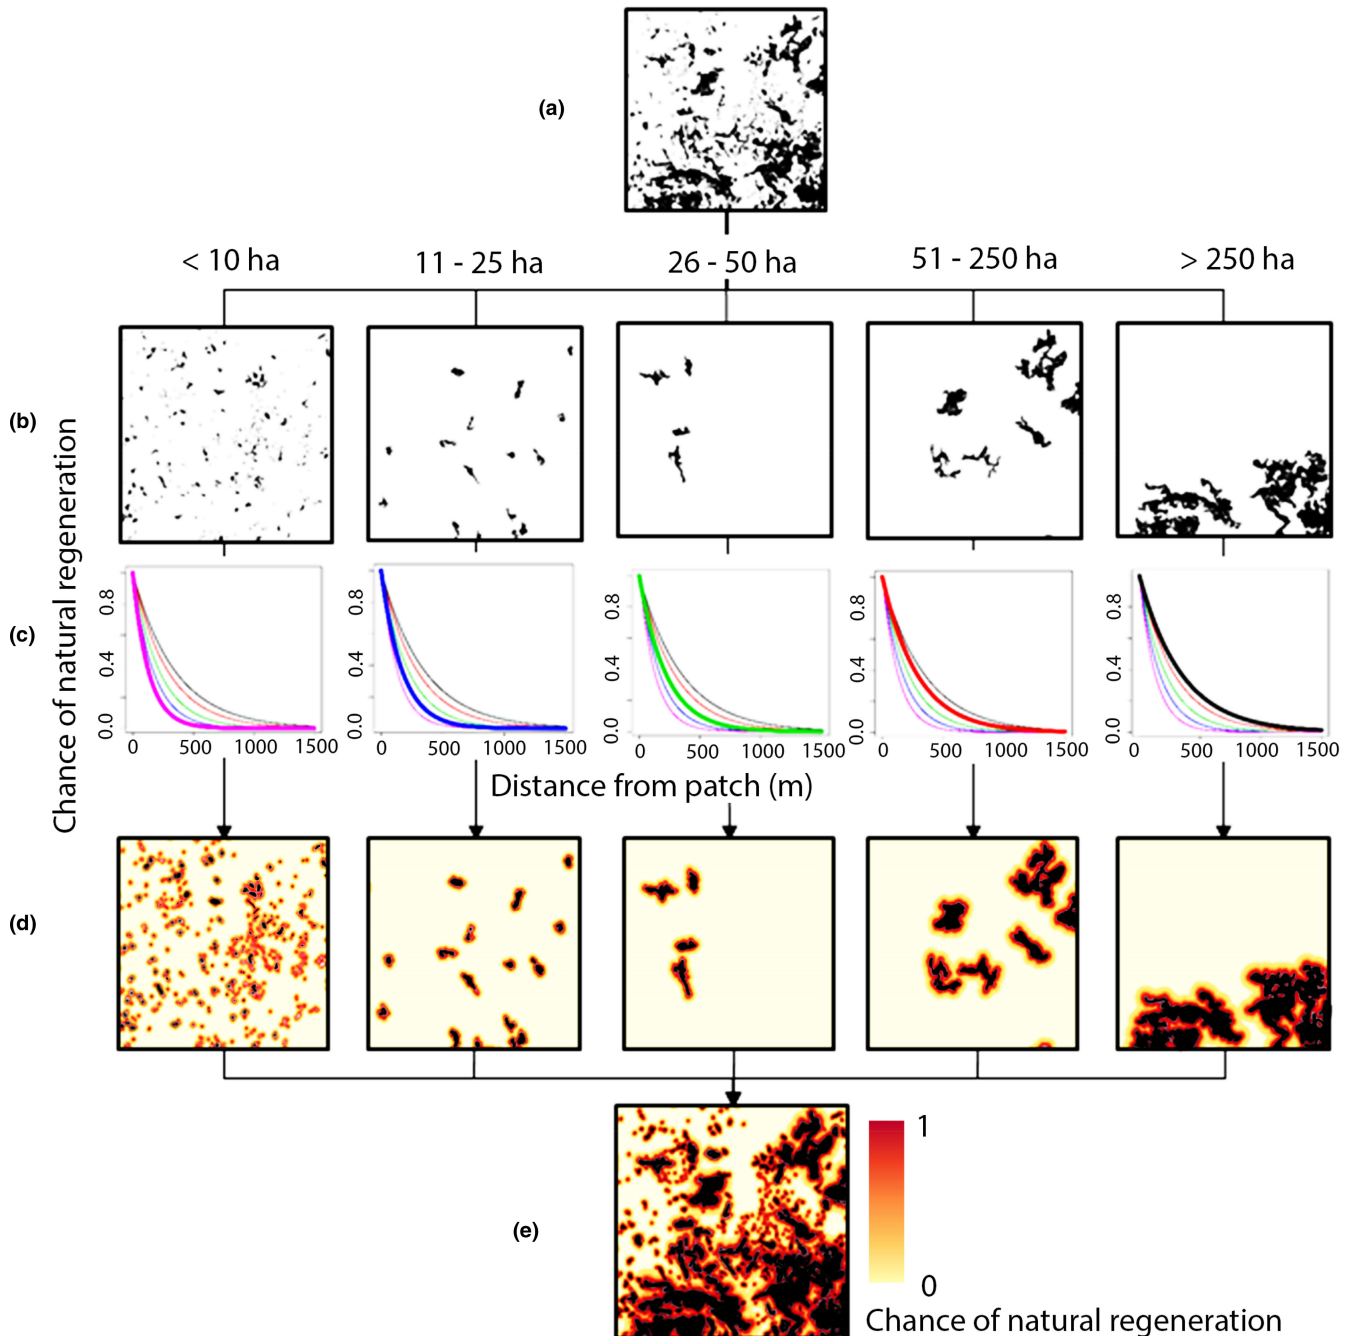 (a)
< 10 ha
11 - 25 ha
26 - 50 ha
51 - 250 ha
> 250 ha
(b)
Chance of natural regeneration
(c)
0.8
0.4
0.0
0 500 1000 1500
0.8
0.4
0.0
0 500 1000 1500
0.8
0.4
0.0
0 500 1000 1500
0.8
0.4
0.0
0 500 1000 1500
0.8
0.4
0.0
0 500 1000 1500
Distance from patch (m)
(d)
(e)
1
0
Chance of natural regeneration